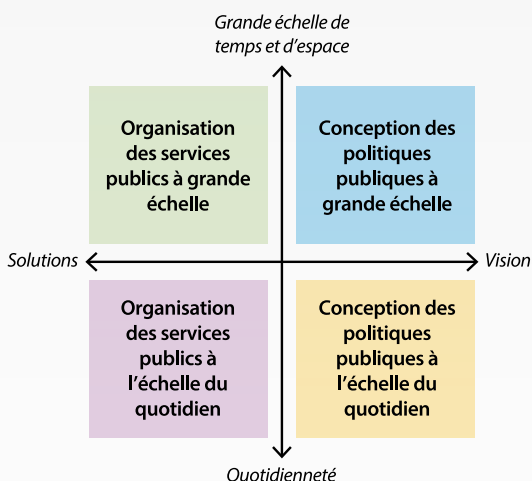 Grande échelle de
temps et d'espace
Organisation
des services
publics à grande
échelle
Conception des
politiques
publiques à
grande échelle
Solutions
Vision
Organisation
des services
publics à
l'échelle du
quotidien
Conception des
politiques
publiques à
l'échelle du
quotidien
Quotidienneté